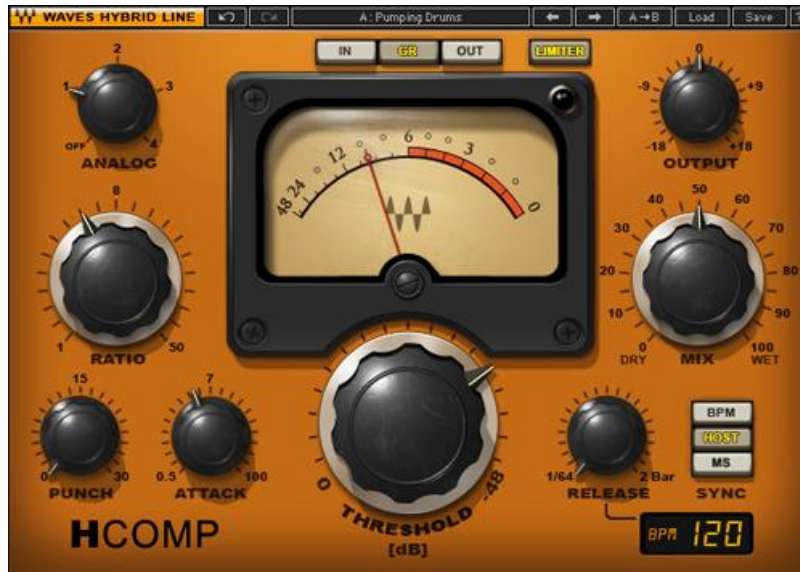 WAVES HYBRID LINE A: Pumping Drums A→B Load Save
IN GR OUT LIMITER
OFF 1 2 3 4
ANALOG
48 24 12 6 3 0
-18 -9 0 +9 +18
OUTPUT
1 8 50
RATIO
0 10 20 30 40 50 60 70 80 90 100
DRY MIX WET
0 15 30
PUNCH
0.5 7 100
ATTACK
0 -48
THRESHOLD
[dB]
1/64 2 Bar
RELEASE
BPM
HOST
MS
SYNC
BPM 120
HCOMP